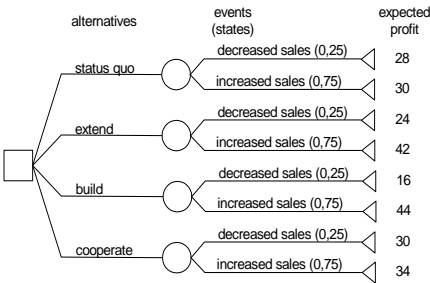 alternatives
events
(states)
expected
profit
decreased sales (0,25)
28
status quo
increased sales (0,75)
30
decreased sales (0,25)
24
extend
increased sales (0,75)
42
decreased sales (0,25)
16
build
increased sales (0,75)
44
decreased sales (0,25)
30
cooperate
increased sales (0,75)
34